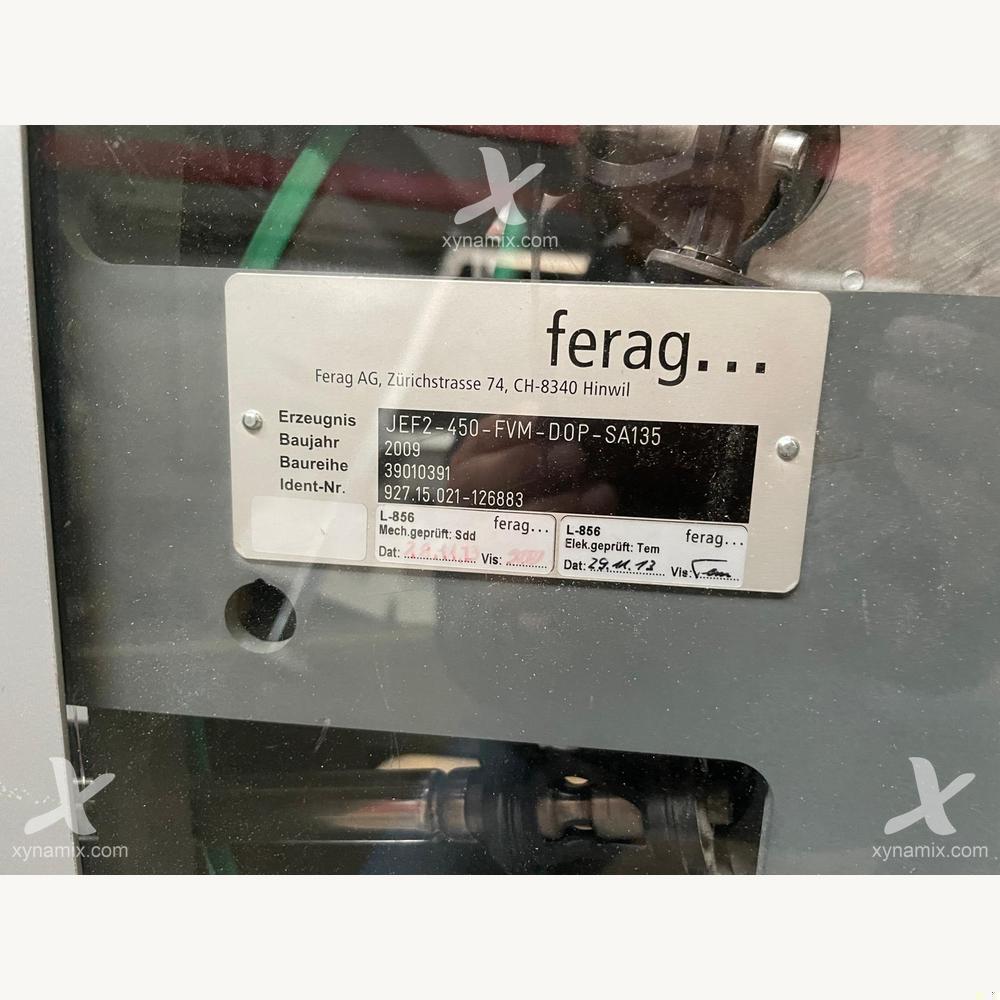 xynamix.com
ferag...
Ferag AG, Zürichstrasse 74, CH-8340 Hinwil
Erzeugnis JEF2-450-FVM-DOP-SA135
Baujahr 2009
Baureihe 39010391
Ident-Nr. 927.15.021-126883
L-856 ferag...
Mech.geprüft: Sdd
Dat: Vis:
L-856 ferag...
Elek.geprüft: Tem
Dat: 29.11.13 Vis:
xynamix.com
xynamix.com